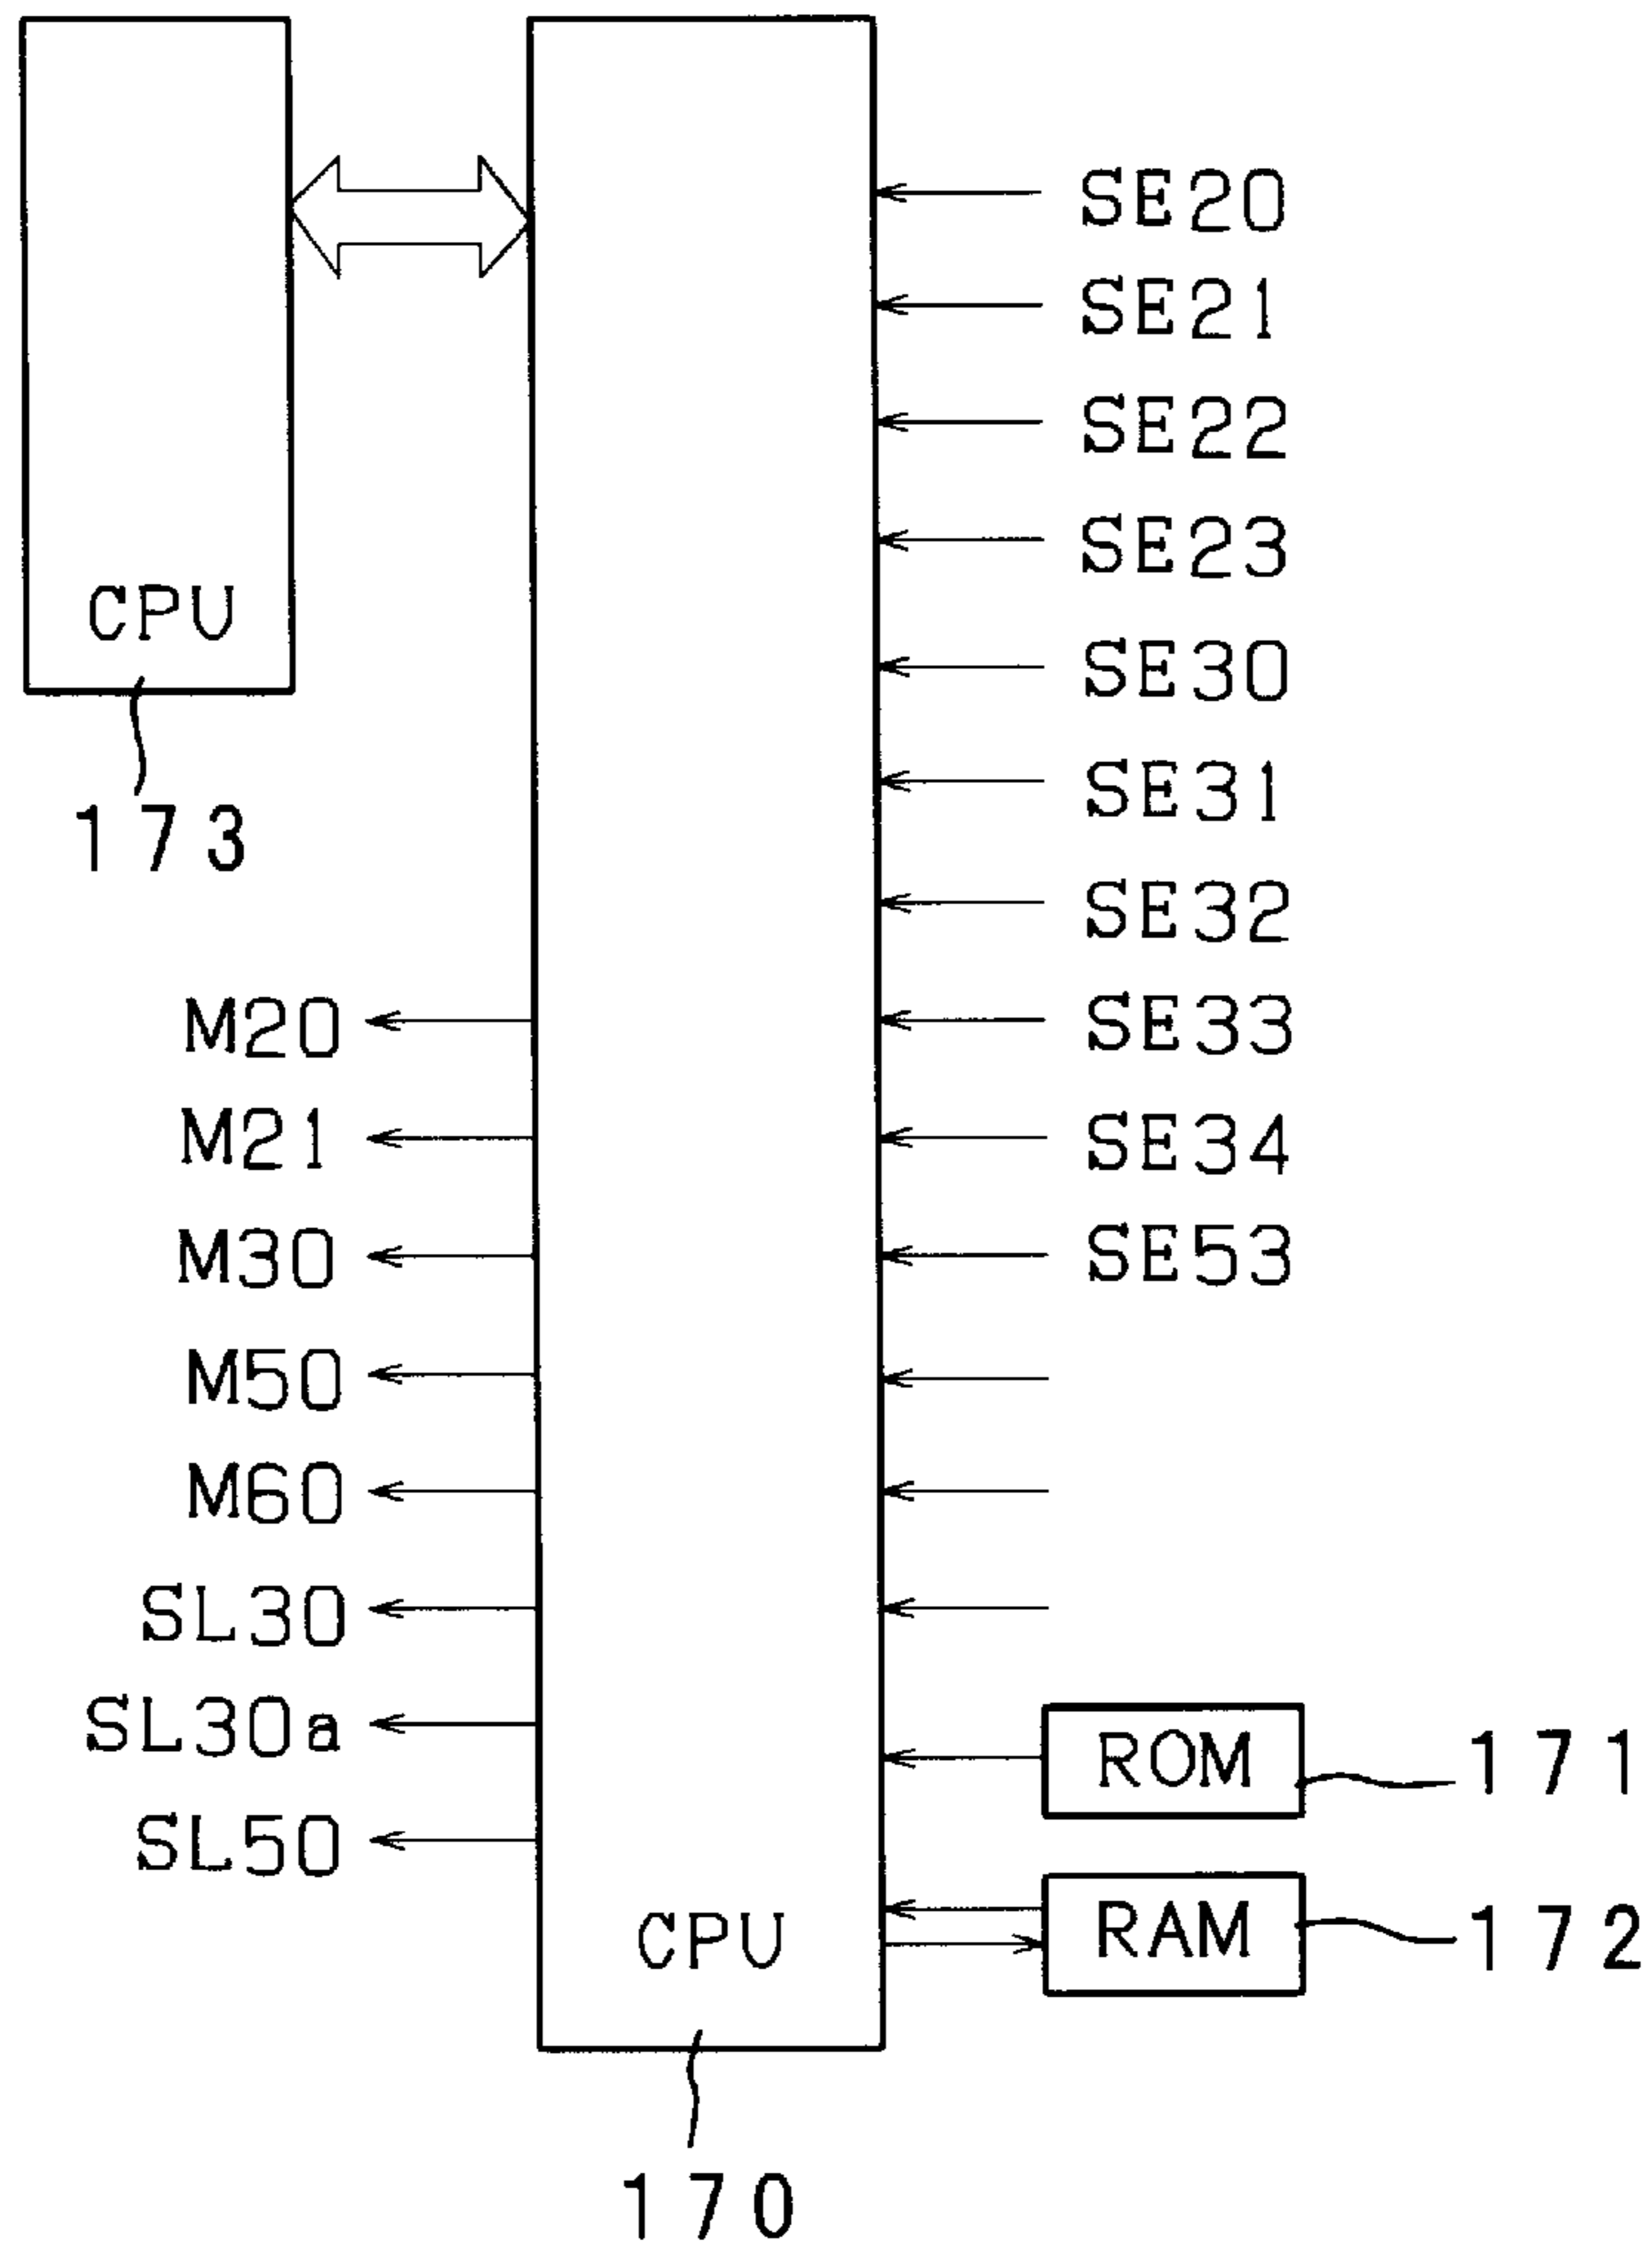 SE20
SE21
SE22
SE23
CPU
SE30
SE31
173
SE32
M20
SE33
M21
SE34
M30
SE53
M50
M60
SL30
SL30a
ROM
171
SL50
CPU
RAM
172
170